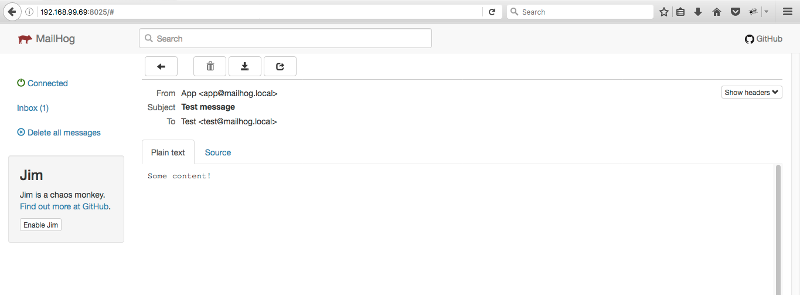 192.168.99.69:8025/#
Search
MailHog
Search
GitHub
Connected
Inbox (1)
Delete all messages
Jim
Jim is a chaos monkey.
Find out more at GitHub.
Enable Jim
From App <app@mailhog.local>
Subject Test message
To Test <test@mailhog.local>
Show headers
Plain text Source
Some content!